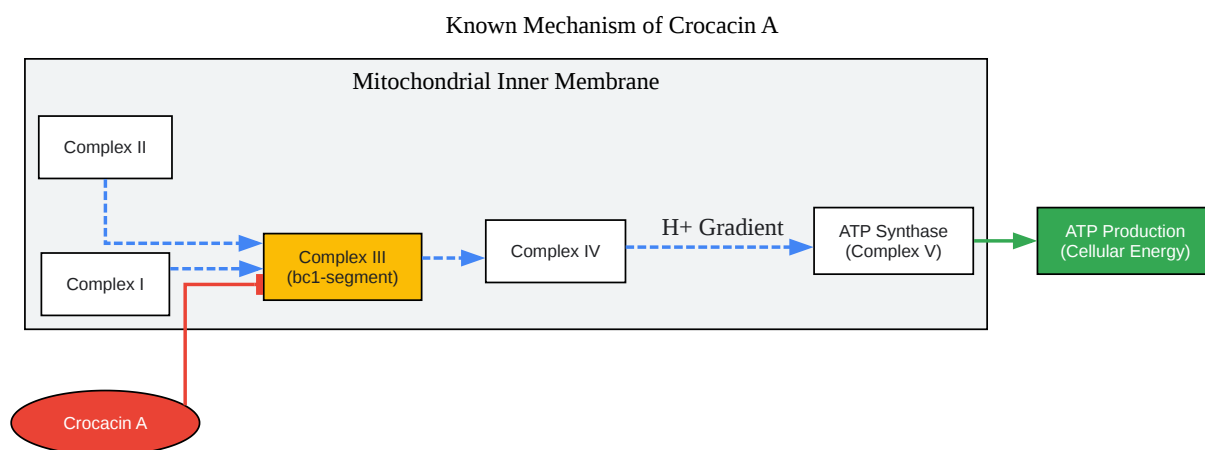 Known Mechanism of Crocacin A
Mitochondrial Inner Membrane
Complex II
Complex I
Complex III
(bc1-segment)
Complex IV
H+ Gradient
ATP Synthase
(Complex V)
ATP Production
(Cellular Energy)
Crocacin A